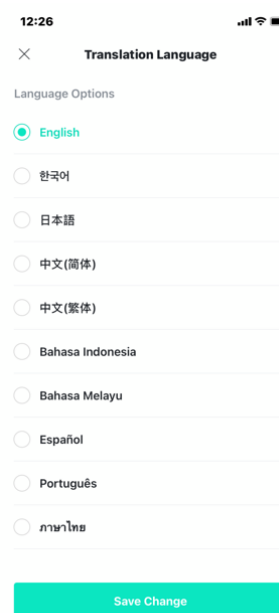 12:26
Translation Language
Language Options
English
한국어
日本語
中文(简体)
中文(繁体)
Bahasa Indonesia
Bahasa Melayu
Español
Português
ภาษาไทย
Save Change